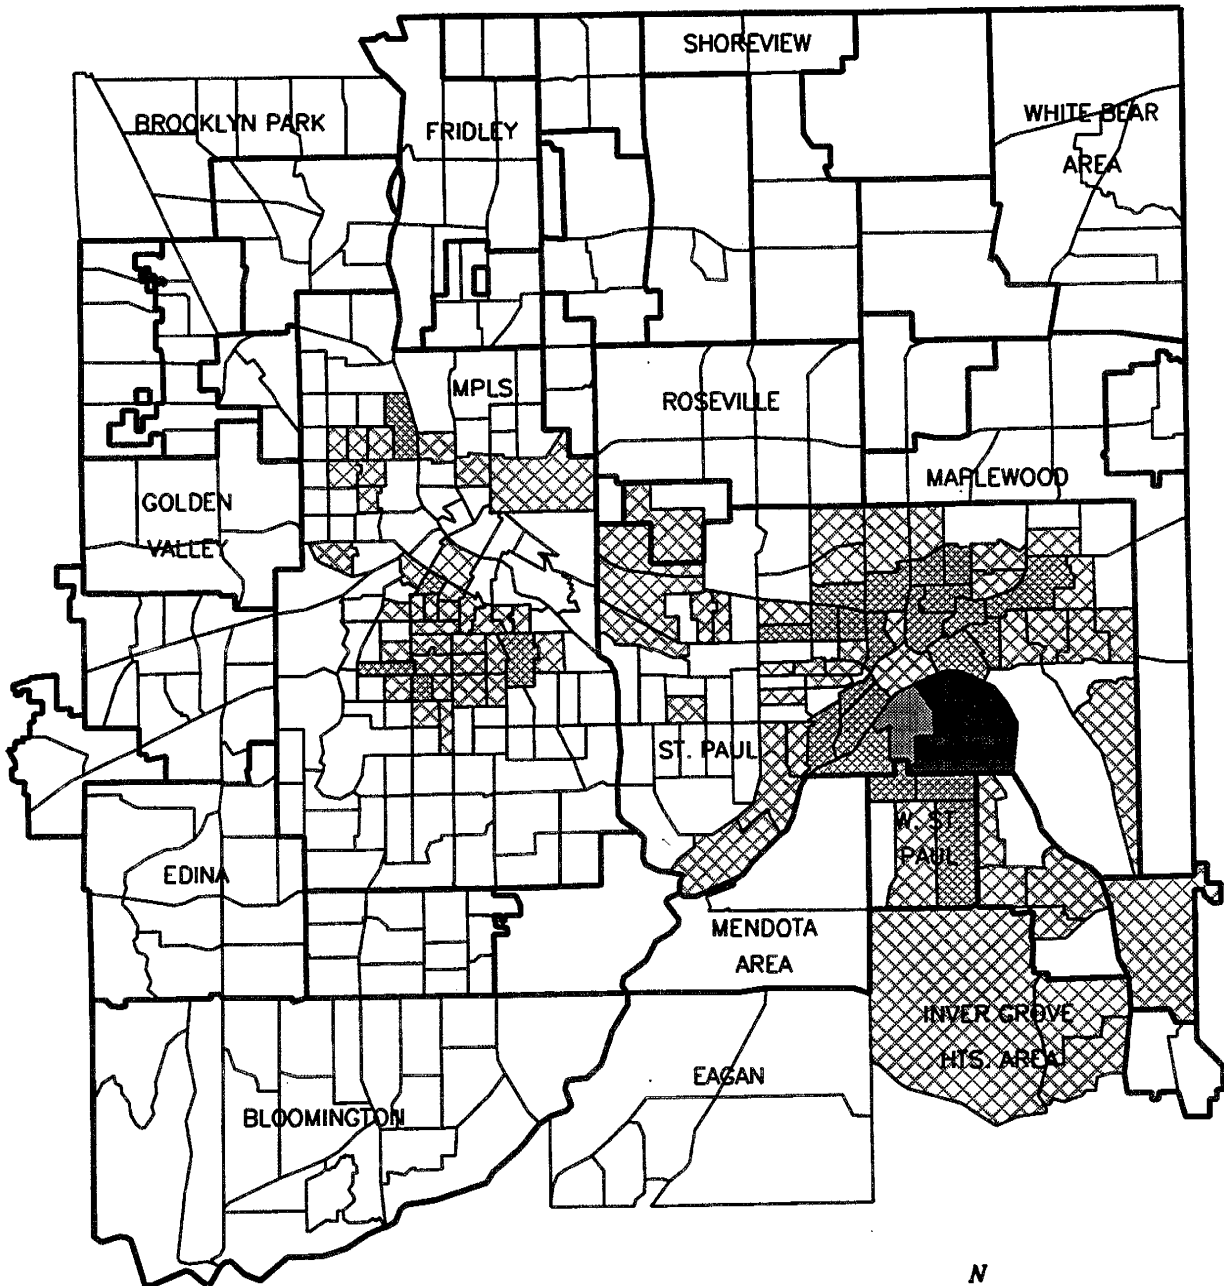 SHOREVIEW
WHITE BEAR
AREA
BROOKLYN PARK
FRIDLEY
MPLS
ROSEVILLE
MAPLEWOOD
GOLDEN
VALLEY
ST. PAUL
W. ST.
PAUL
EDINA
MENDOTA
AREA
INVER GROVE
HTS. AREA
EAGAN
BLOOMINGTON
N